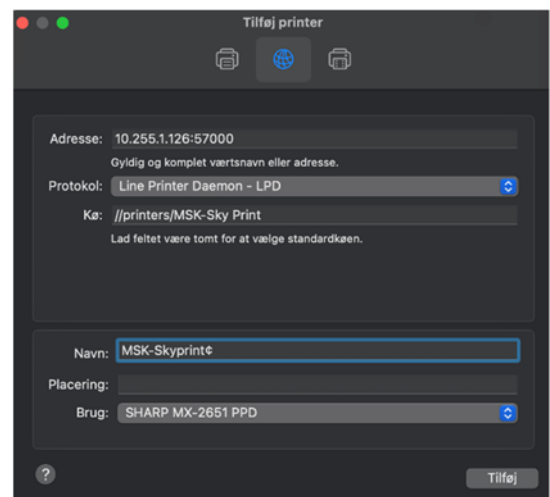 Tilføj printer
Adresse: 10.255.1.126:57000
Gyldig og komplet værtsnavn eller adresse.
Protokol: Line Printer Daemon - LPD
Kø: //printers/MSK-Sky Print
Lad feltet være tomt for at vælge standardkøen.
Navn: MSK-Skyprint¢
Placering:
Brug: SHARP MX-2651 PPD
?
Tilføj